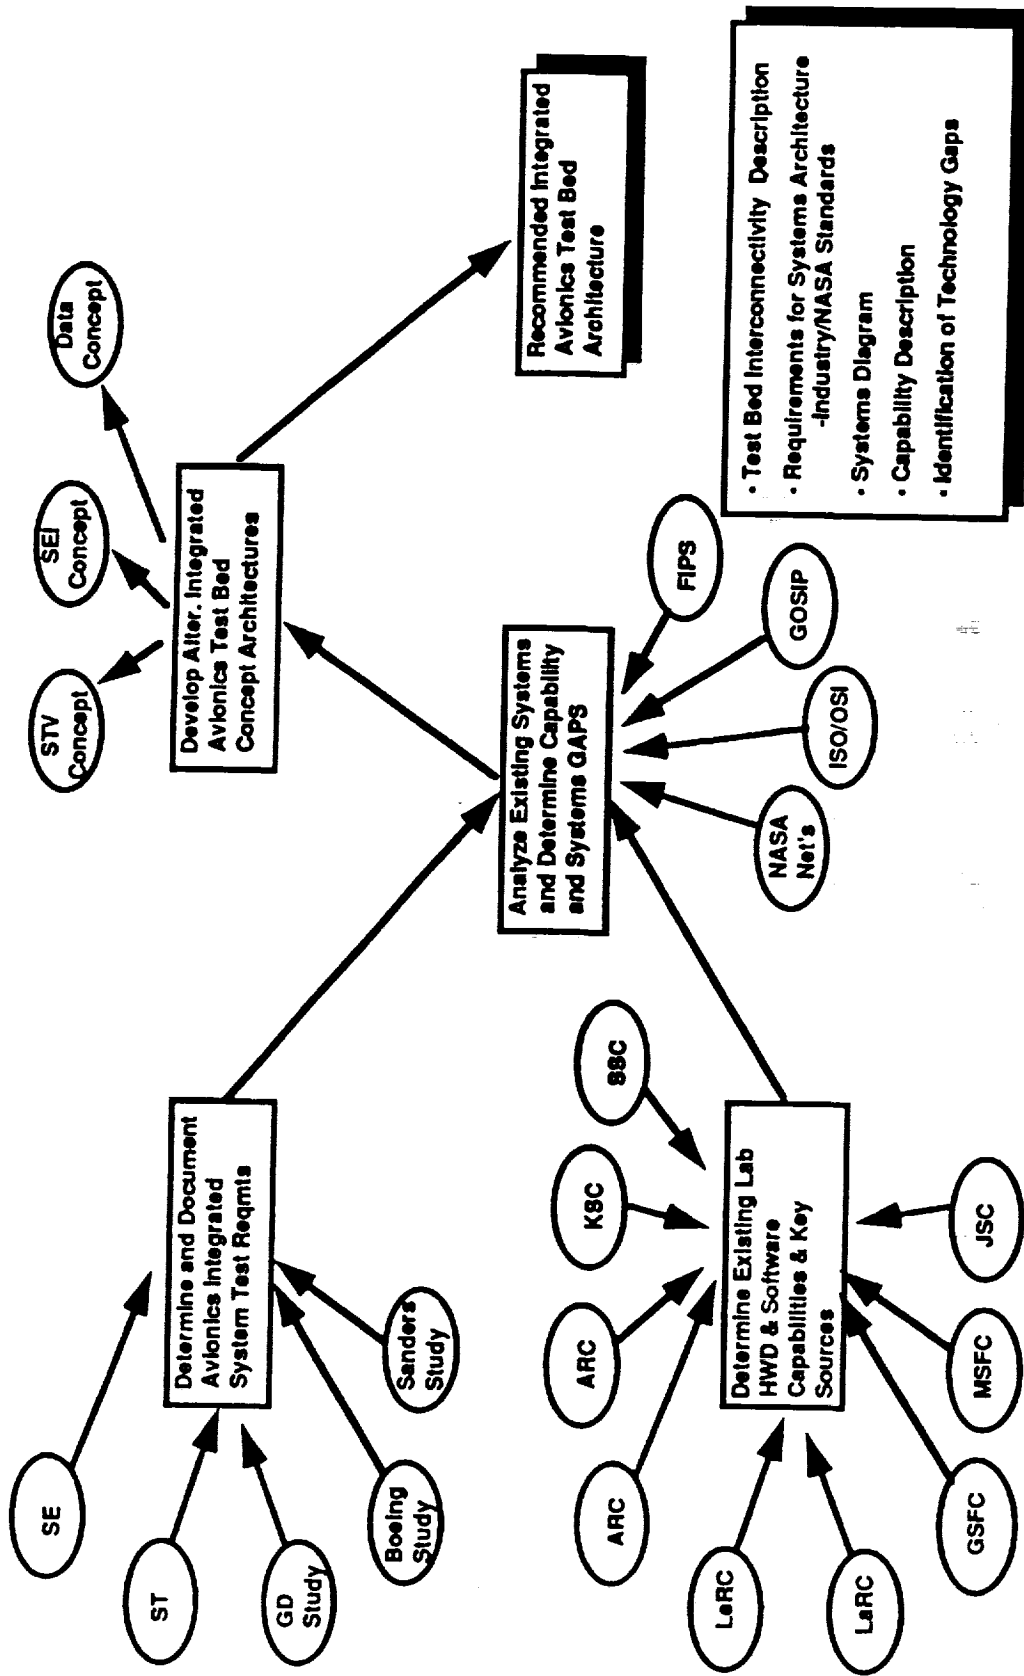 SE
ST
GD
Study
Boeing
Study
Sanders
Study
Determine and Document
Avionics Integrated
System Test Reqmts
STV
Concept
SEI
Concept
Data
Concept
Develop Alter. Integrated
Avionics Test Bed
Concept Architectures
Analyze Existing Systems
and Determine Capability
and Systems GAPS
Recommended Integrated
Avionics Test Bed
Architecture
ARC
ARC
KSC
SSC
LeRC
LaRC
GSFC
MSFC
JSC
Determine Existing Lab
HWD & Software
Capabilities & Key
Sources
NASA
Net's
ISO/OSI
GOSIP
FIPS
• Test Bed Interconnectivity Description
• Requirements for Systems Architecture
-Industry/NASA Standards
• Systems Diagram
• Capability Description
• Identification of Technology Gaps